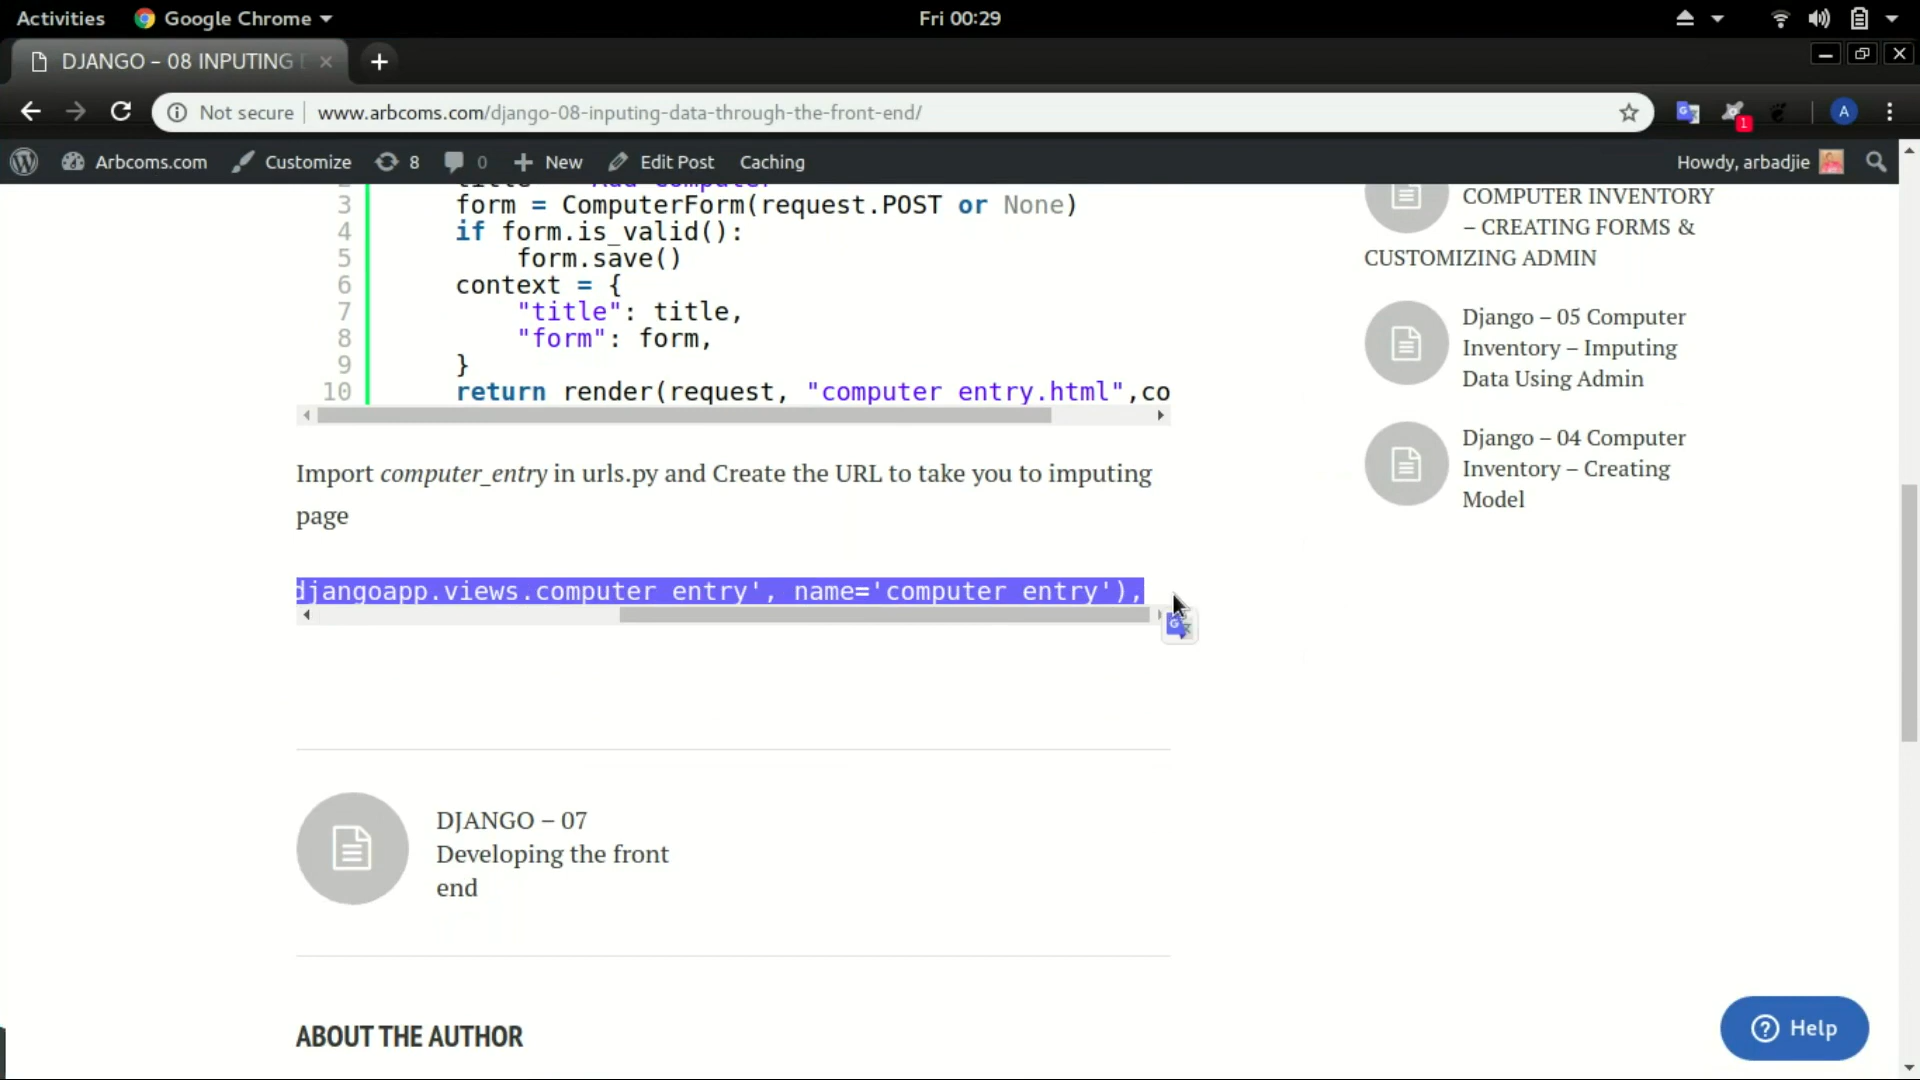 Activities
Google Chrome
Fri 00:29
DJANGO – 08 INPUTING
Not secure
www.arbcoms.com/django-08-inputing-data-through-the-front-end/
1
A
Arbcoms.com
Customize
8
0
New
Edit Post
Caching
Howdy, arbadjie
3 form = ComputerForm(request.POST or None)
4 if form.is_valid():
5 form.save()
6 context = {
7 "title": title,
8 "form": form,
9 }
10 return render(request, "computer_entry.html",co
Import computer_entry in urls.py and Create the URL to take you to imputing
page
djangoapp.views.computer_entry', name='computer_entry'),
DJANGO – 07
Developing the front
end
ABOUT THE AUTHOR
COMPUTER INVENTORY
– CREATING FORMS &
CUSTOMIZING ADMIN
Django – 05 Computer
Inventory – Imputing
Data Using Admin
Django – 04 Computer
Inventory – Creating
Model
Help